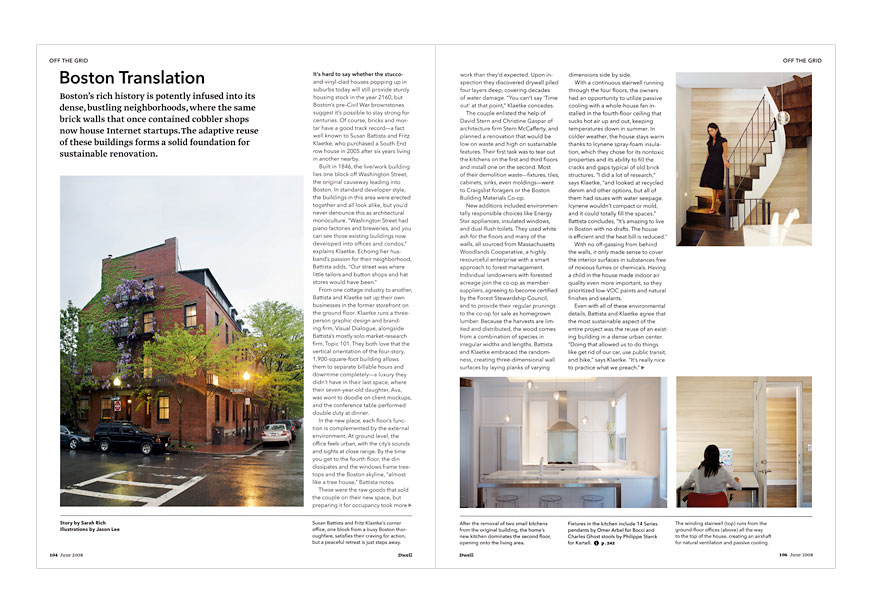 OFF THE GRID
Boston Translation
Boston's rich history is potently infused into its
dense, bustling neighborhoods, where the same
brick walls that once contained cobbler shops
now house Internet startups. The adaptive reuse
of these buildings forms a solid foundation for
sustainable renovation.
It's hard to say whether the stucco-
and-vinyl-clad houses popping up in
suburbs today will still provide sturdy
housing stock in the year 2160, but
Boston's pre-Civil War brownstones
suggest it's possible to stay strong for
centuries. Of course, bricks and mor-
tar have a good track record—a fact
well known to Susan Battista and Fritz
Klaetke, who purchased a South End
row house in 2005 after six years living
in another nearby.
Built in 1846, the live/work building
lies one block off Washington Street,
the original causeway leading into
Boston. In standard developer style,
the buildings in this area were erected
together and all look alike, but you'd
never denounce this as architectural
monoculture. "Washington Street had
piano factories and breweries, and you
can see those existing buildings now
developed into offices and condos,"
explains Klaetke. Echoing her hus-
band's passion for their neighborhood,
Battista adds, "Our street was where
little tailors and button shops and hat
stores would have been."
From one cottage industry to another,
Battista and Klaetke set up their own
businesses in the former storefront on
the ground floor. Klaetke runs a three-
person graphic design and brand-
ing firm, Visual Dialogue, alongside
Battista's mostly solo market-research
firm, Topic 101. They both love that the
vertical orientation of the four-story,
1,900-square-foot building allows
them to separate billable hours and
downtime completely—a luxury they
didn't have in their last space, where
their seven-year-old daughter, Ava,
was wont to doodle on client mockups,
and the conference table performed
double duty at dinner.
In the new place, each floor's func-
tion is complemented by the external
environment. At ground level, the
office feels urban, with the city's sounds
and sights at close range. By the time
you get to the fourth floor, the din
dissipates and the windows frame tree-
tops and the Boston skyline, "almost
like a tree house," Battista notes.
These were the raw goods that sold
the couple on their new space, but
preparing it for occupancy took more
Story by Sarah Rich
Illustrations by Jason Lee
Susan Battista and Fritz Klaetke's corner
office, one block from a busy Boston thor-
oughfare, satisfies their craving for action,
but a peaceful retreat is just steps away.
104 June 2008
Dwell
OFF THE GRID
work than they'd expected. Upon in-
spection they discovered drywall piled
four layers deep, covering decades
of water damage. "You can't say 'Time
out' at that point," Klaetke concedes.
The couple enlisted the help of
David Stern and Christine Gaspar of
architecture firm Stern McCafferty, and
planned a renovation that would be
low on waste and high on sustainable
features. Their first task was to tear out
the kitchens on the first and third floors
and install one on the second. Most
of their demolition waste—fixtures, tiles,
cabinets, sinks, even moldings—went
to Craigslist foragers or the Boston
Building Materials Co-op.
New additions included environmen-
tally responsible choices like Energy
Star appliances, insulated windows,
and dual-flush toilets. They used white
ash for the floors and many of the
walls, all sourced from Massachusetts
Woodlands Cooperative, a highly
resourceful enterprise with a smart
approach to forest management:
Individual landowners with forested
acreage join the co-op as member-
suppliers, agreeing to become certified
by the Forest Stewardship Council,
and to provide their regular prunings
to the co-op for sale as homegrown
lumber. Because the harvests are lim-
ited and distributed, the wood comes
from a combination of species in
irregular widths and lengths. Battista
and Klaetke embraced the random-
ness, creating three-dimensional wall
surfaces by laying planks of varying
dimensions side by side.
With a continuous stairwell running
through the four floors, the owners
had an opportunity to utilize passive
cooling with a whole-house fan in-
stalled in the fourth-floor ceiling that
sucks hot air up and out, keeping
temperatures down in summer. In
colder weather, the house stays warm
thanks to Icynene spray-foam insula-
tion, which they chose for its nontoxic
properties and its ability to fill the
cracks and gaps typical of old brick
structures. "I did a lot of research,"
says Klaetke, "and looked at recycled
denim and other options, but all of
them had issues with water seepage.
Icynene wouldn't compact or mold,
and it could totally fill the spaces."
Battista concludes, "It's amazing to live
in Boston with no drafts. The house
is efficient and the heat bill is reduced."
With no off-gassing from behind
the walls, it only made sense to cover
the interior surfaces in substances free
of noxious fumes or chemicals. Having
a child in the house made indoor air
quality even more important, so they
prioritized low-VOC paints and natural
finishes and sealants.
Even with all of these environmental
details, Battista and Klaetke agree that
the most sustainable aspect of the
entire project was the reuse of an exist-
ing building in a dense urban center.
"Doing that allowed us to do things
like get rid of our car, use public transit,
and bike," says Klaetke. "It's really nice
to practice what we preach."
After the removal of two small kitchens
from the original building, the home's
new kitchen dominates the second floor,
opening onto the living area.
Fixtures in the kitchen include 14 Series
pendants by Omer Arbel for Bocci and
Charles Ghost stools by Philippe Starck
for Kartell. p.242
The winding stairwell (top) runs from the
ground-floor offices (above) all the way
to the top of the house, creating an airshaft
for natural ventilation and passive cooling.
Dwell
106 June 2008